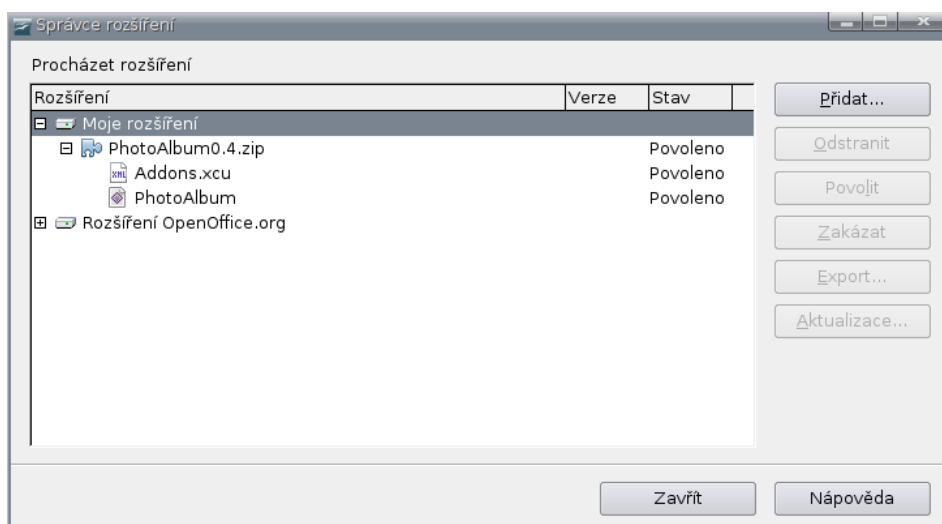 Správce rozšíření
Procházet rozšíření
Rozšíření Verze Stav
Moje rozšíření
PhotoAlbum0.4.zip Povoleno
Addons.xcu Povoleno
PhotoAlbum Povoleno
Rozšíření OpenOffice.org
Přidat...
Odstranit
Povolit
Zakázat
Export...
Aktualizace...
Zavřít Nápověda